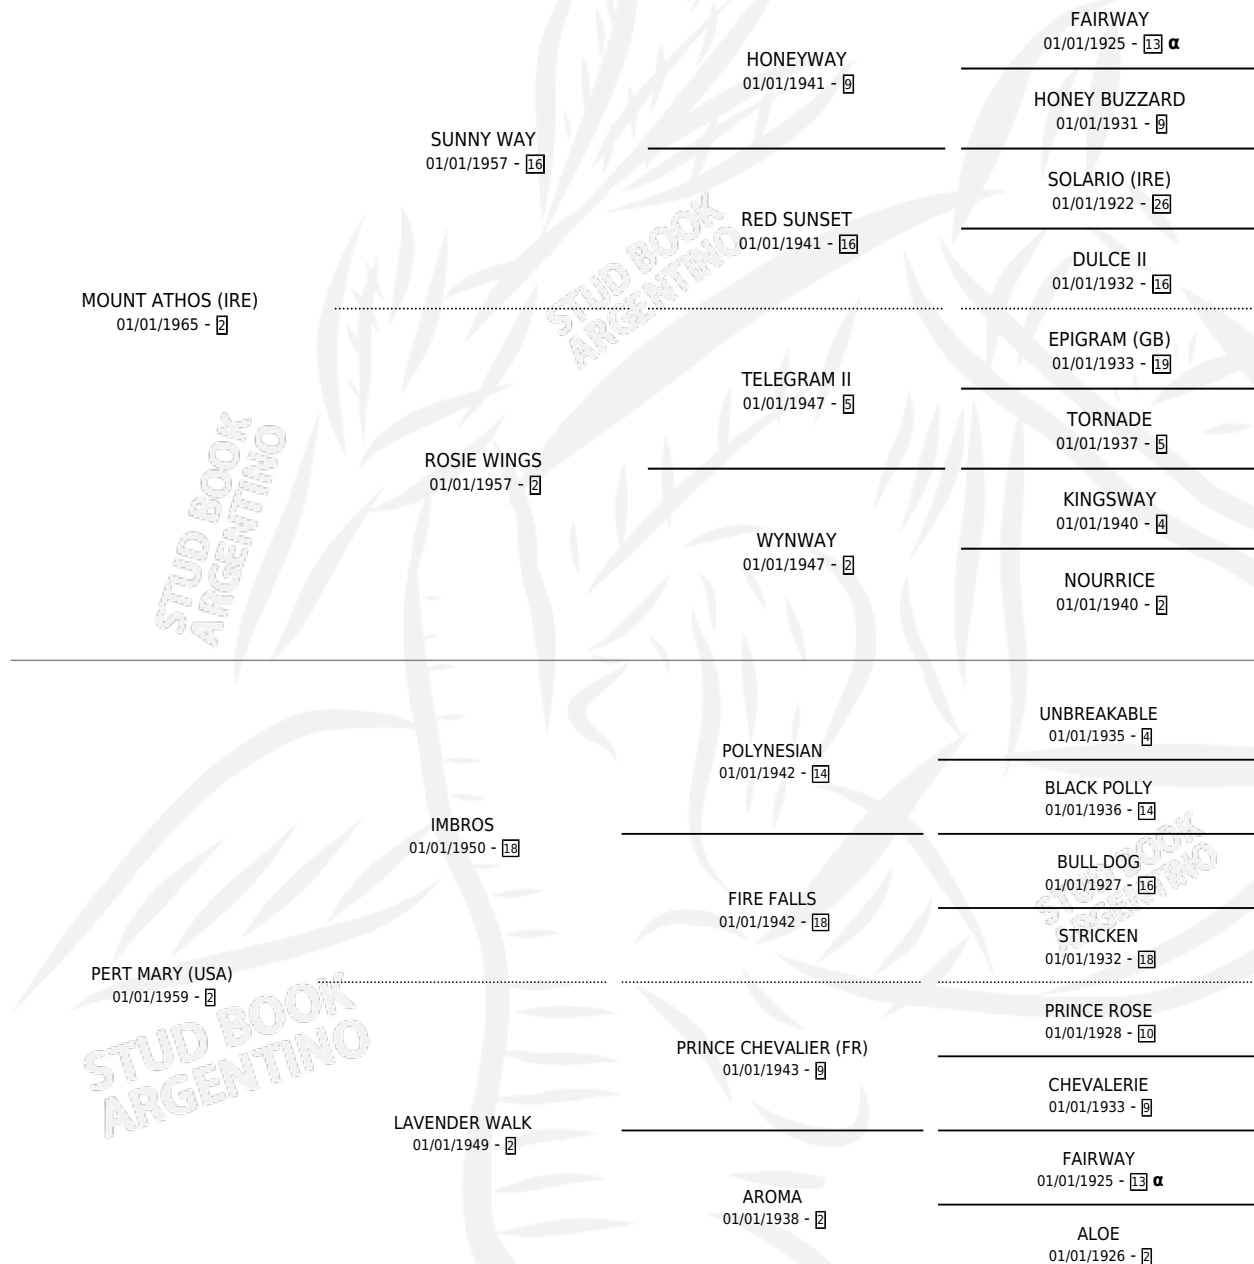 FAIRWAY
01/01/1925 - 13 α
HONEYWAY
01/01/1941 - 9
HONEY BUZZARD
01/01/1931 - 9
SUNNY WAY
01/01/1957 - 16
SOLARIO (IRE)
01/01/1922 - 26
RED SUNSET
01/01/1941 - 16
DULCE II
01/01/1932 - 16
MOUNT ATHOS (IRE)
01/01/1965 - 2
EPIGRAM (GB)
01/01/1933 - 19
TELEGRAM II
01/01/1947 - 5
TORNADE
01/01/1937 - 5
ROSIE WINGS
01/01/1957 - 2
KINGSWAY
01/01/1940 - 4
WYNWAY
01/01/1947 - 2
NOURRICE
01/01/1940 - 2
STUD BOOK
ARGENTINO
STUD BOOK
ARGENTINO
UNBREAKABLE
01/01/1935 - 4
POLYNESIAN
01/01/1942 - 14
BLACK POLLY
01/01/1936 - 14
IMBROS
01/01/1950 - 18
BULL DOG
01/01/1927 - 16
FIRE FALLS
01/01/1942 - 18
STRICKEN
01/01/1932 - 18
PERT MARY (USA)
01/01/1959 - 2
PRINCE ROSE
01/01/1928 - 10
PRINCE CHEVALIER (FR)
01/01/1943 - 9
CHEVALERIE
01/01/1933 - 9
LAVENDER WALK
01/01/1949 - 2
FAIRWAY
01/01/1925 - 13 α
AROMA
01/01/1938 - 2
ALOE
01/01/1926 - 2
STUD BOOK
ARGENTINO
STUD BOOK
ARGENTINO